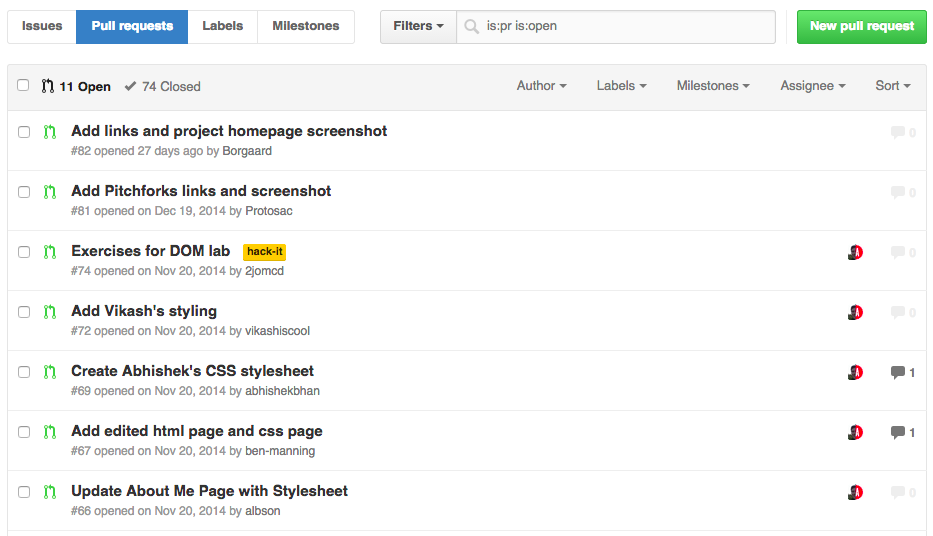 Issues Pull requests Labels Milestones Filters is:pr is:open New pull request
11 Open 74 Closed Author Labels Milestones Assignee Sort
Add links and project homepage screenshot 0
#82 opened 27 days ago by Borgaard
Add Pitchforks links and screenshot 0
#81 opened on Dec 19, 2014 by Protosac
Exercises for DOM lab hack-it 0
#74 opened on Nov 20, 2014 by 2jomcd
Add Vikash's styling 0
#72 opened on Nov 20, 2014 by vikashiscool
Create Abhishek's CSS stylesheet 1
#69 opened on Nov 20, 2014 by abhishekbhan
Add edited html page and css page 1
#67 opened on Nov 20, 2014 by ben-manning
Update About Me Page with Stylesheet 0
#66 opened on Nov 20, 2014 by albson